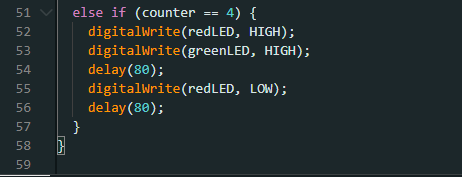 51 else if (counter == 4) {
52 digitalWrite(redLED, HIGH);
53 digitalWrite(greenLED, HIGH);
54 delay(80);
55 digitalWrite(redLED, LOW);
56 delay(80);
57 }
58 }
59